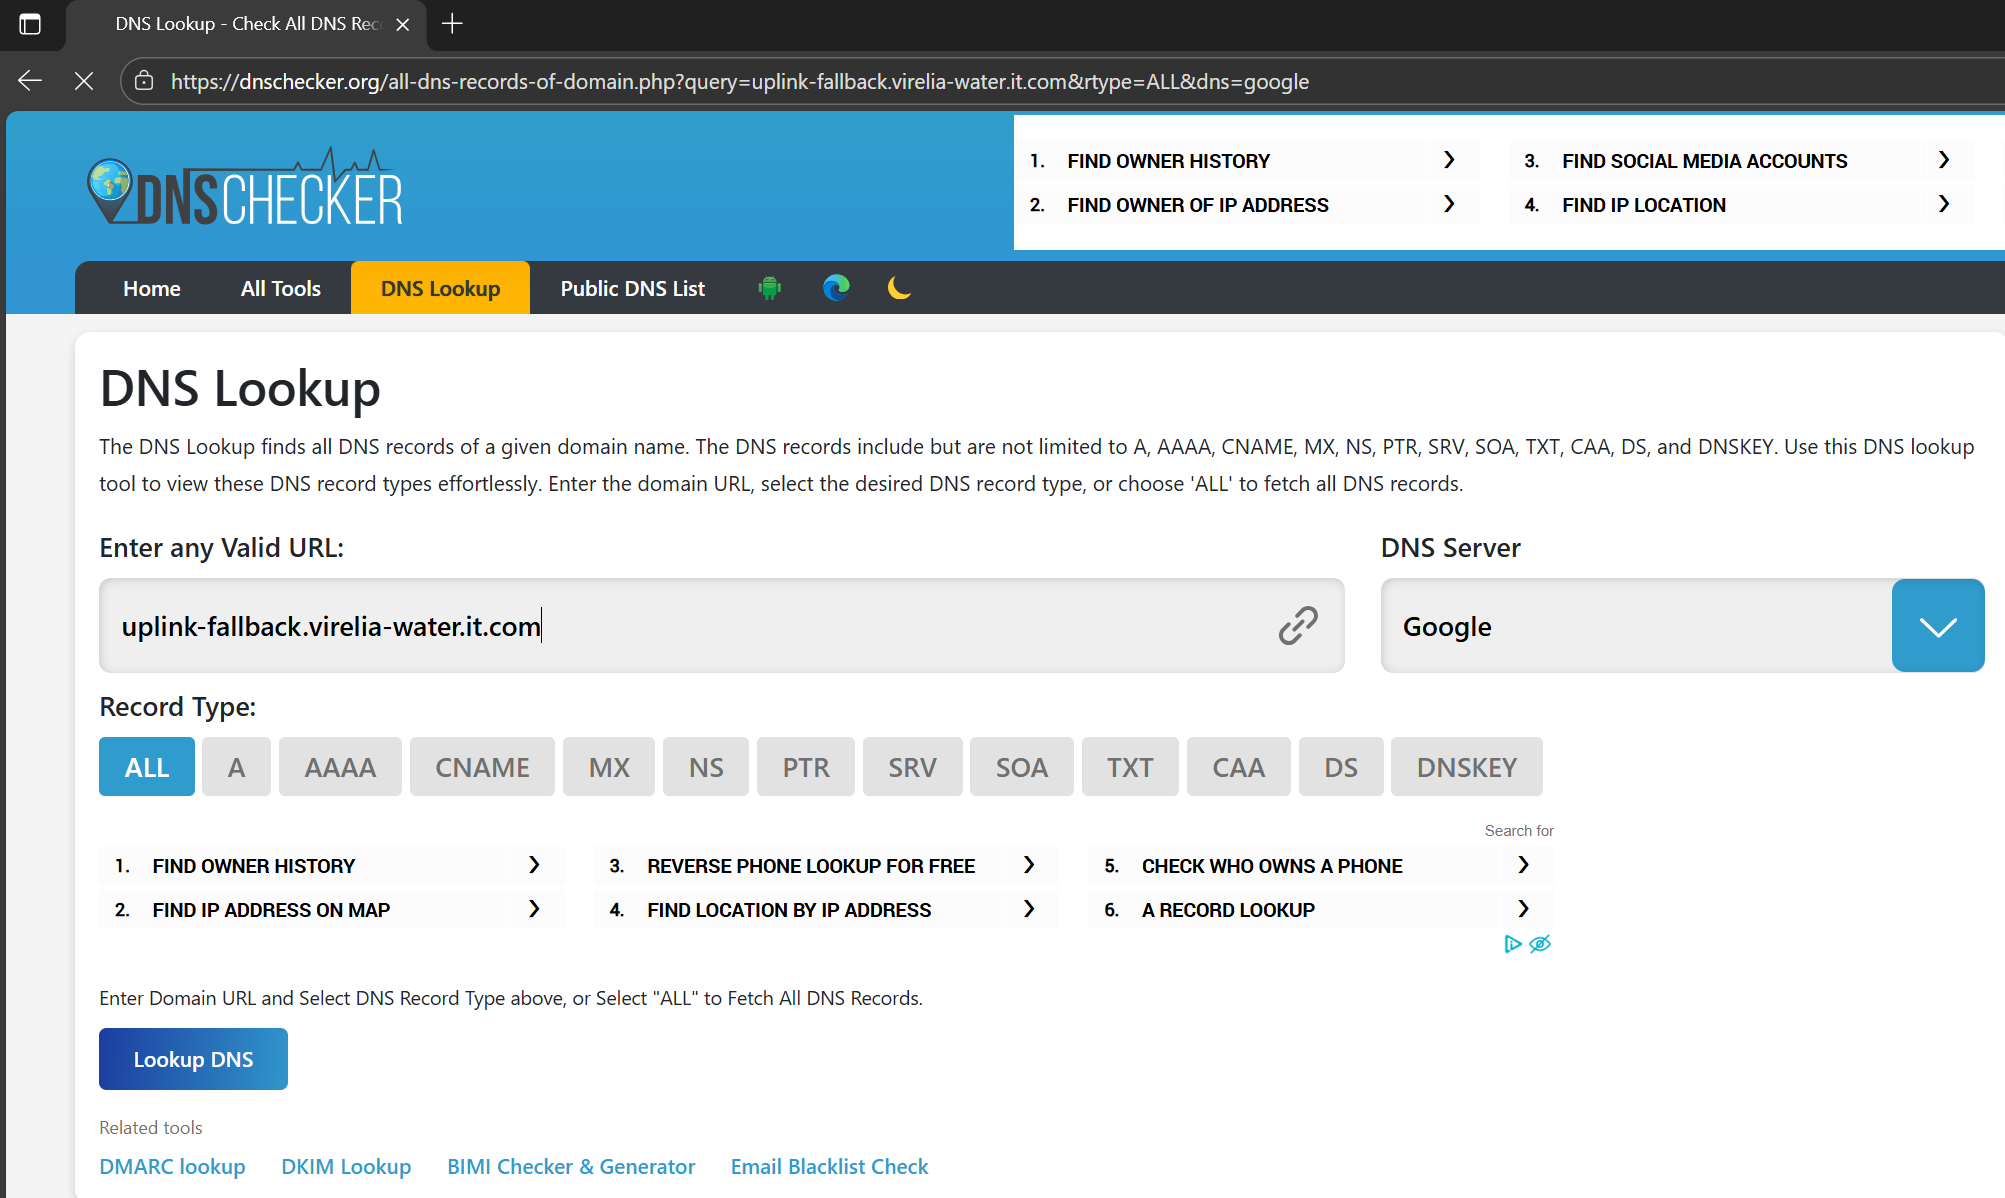 DNS Lookup - Check All DNS Rec
https://dnschecker.org/all-dns-records-of-domain.php?query=uplink-fallback.virelia-water.it.com&rtype=ALL&dns=google
DNSCHECKER
1. FIND OWNER HISTORY
2. FIND OWNER OF IP ADDRESS
3. FIND SOCIAL MEDIA ACCOUNTS
4. FIND IP LOCATION
Home All Tools DNS Lookup Public DNS List
DNS Lookup
The DNS Lookup finds all DNS records of a given domain name. The DNS records include but are not limited to A, AAAA, CNAME, MX, NS, PTR, SRV, SOA, TXT, CAA, DS, and DNSKEY. Use this DNS lookup
tool to view these DNS record types effortlessly. Enter the domain URL, select the desired DNS record type, or choose 'ALL' to fetch all DNS records.
Enter any Valid URL:
uplink-fallback.virelia-water.it.com
DNS Server
Google
Record Type:
ALL A AAAA CNAME MX NS PTR SRV SOA TXT CAA DS DNSKEY
Search for
1. FIND OWNER HISTORY
2. FIND IP ADDRESS ON MAP
3. REVERSE PHONE LOOKUP FOR FREE
4. FIND LOCATION BY IP ADDRESS
5. CHECK WHO OWNS A PHONE
6. A RECORD LOOKUP
Enter Domain URL and Select DNS Record Type above, or Select "ALL" to Fetch All DNS Records.
Lookup DNS
Related tools
DMARC lookup DKIM Lookup BIMI Checker & Generator Email Blacklist Check